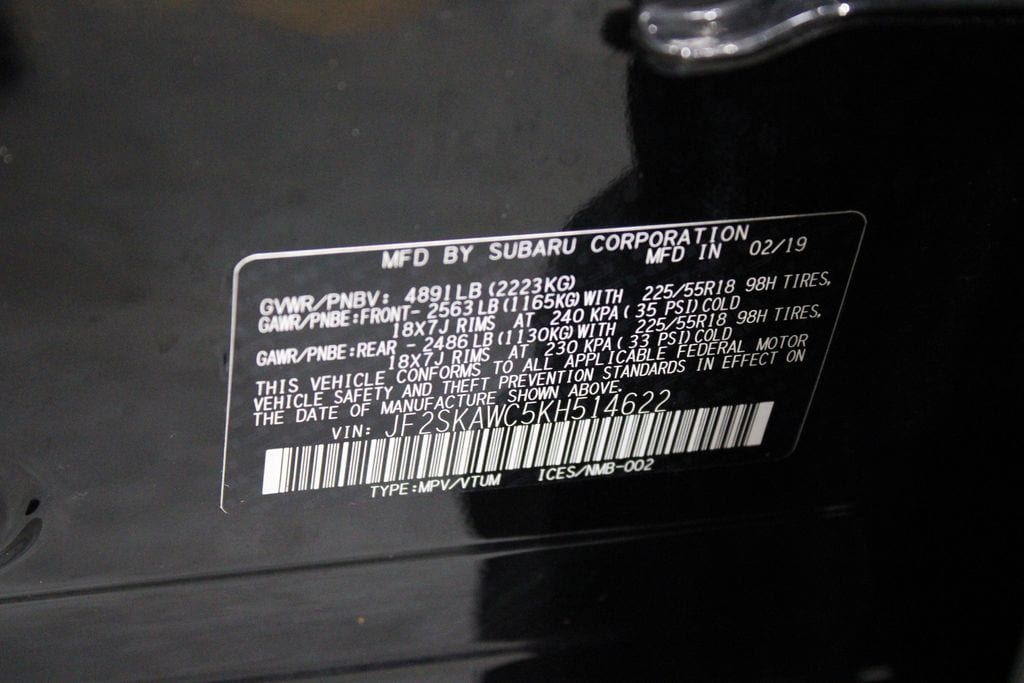 MFD BY SUBARU CORPORATION
MFD IN 02/19
GVWR/PNBV: 4891LB(2223KG)
GAWR/PNBE:FRONT- 2563LB(1165KG)WITH 225/55R18 98H TIRES,
18X7J RIMS AT 240 KPA(35 PSI)COLD
GAWR/PNBE:REAR - 2486LB(1130KG)WITH 225/55R18 98H TIRES,
18X7J RIMS AT 230 KPA(33 PSI)COLD
THIS VEHICLE CONFORMS TO ALL APPLICABLE FEDERAL MOTOR
VEHICLE SAFETY AND THEFT PREVENTION STANDARDS IN EFFECT ON
THE DATE OF MANUFACTURE SHOWN ABOVE.
VIN: JF2SKAWC5KH514622
TYPE:MPV/VTUM ICES/NMB-002